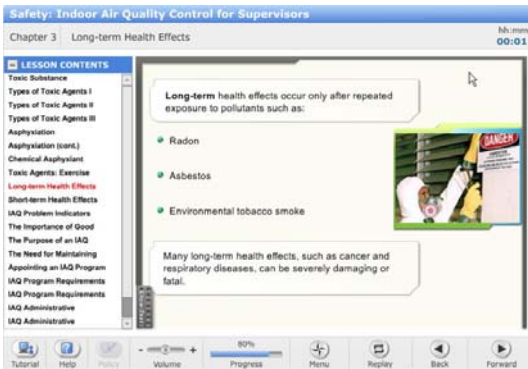 Safety: Indoor Air Quality Control for Supervisors
Chapter 3 Long-term Health Effects
hh:mm
00:01
LESSON CONTENTS
Toxic Substance
Types of Toxic Agents I
Types of Toxic Agents II
Types of Toxic Agents III
Asphyxiation
Asphyxiation (cont.)
Chemical Asphyxiant
Toxic Agents: Exercise
Long-term Health Effects
Short-term Health Effects
IAQ Problem Indicators
The Importance of Good
The Purpose of an IAQ
The Need for Maintaining
Appointing an IAQ Program
IAQ Program Requirements
IAQ Program Requirements
IAQ Administrative
IAQ Administrative
Long-term health effects occur only after repeated
exposure to pollutants such as:
Radon
Asbestos
Environmental tobacco smoke
DANGER
Many long-term health effects, such as cancer and
respiratory diseases, can be severely damaging or
fatal.
Tutorial
Help
Policy
- +
Volume
80%
Progress
Menu
Replay
Back
Forward